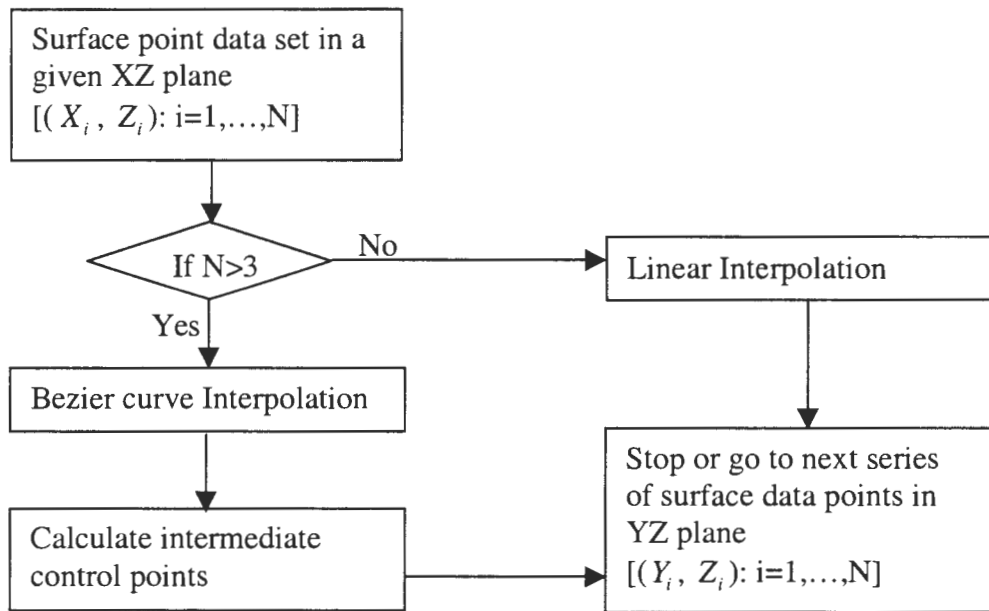 Surface point data set in a
given XZ plane
[( X_i , Z_i ): i=1,…,N]
If N>3
No
Linear Interpolation
Yes
Bezier curve Interpolation
Calculate intermediate
control points
Stop or go to next series
of surface data points in
YZ plane
[( Y_i , Z_i ): i=1,…,N]